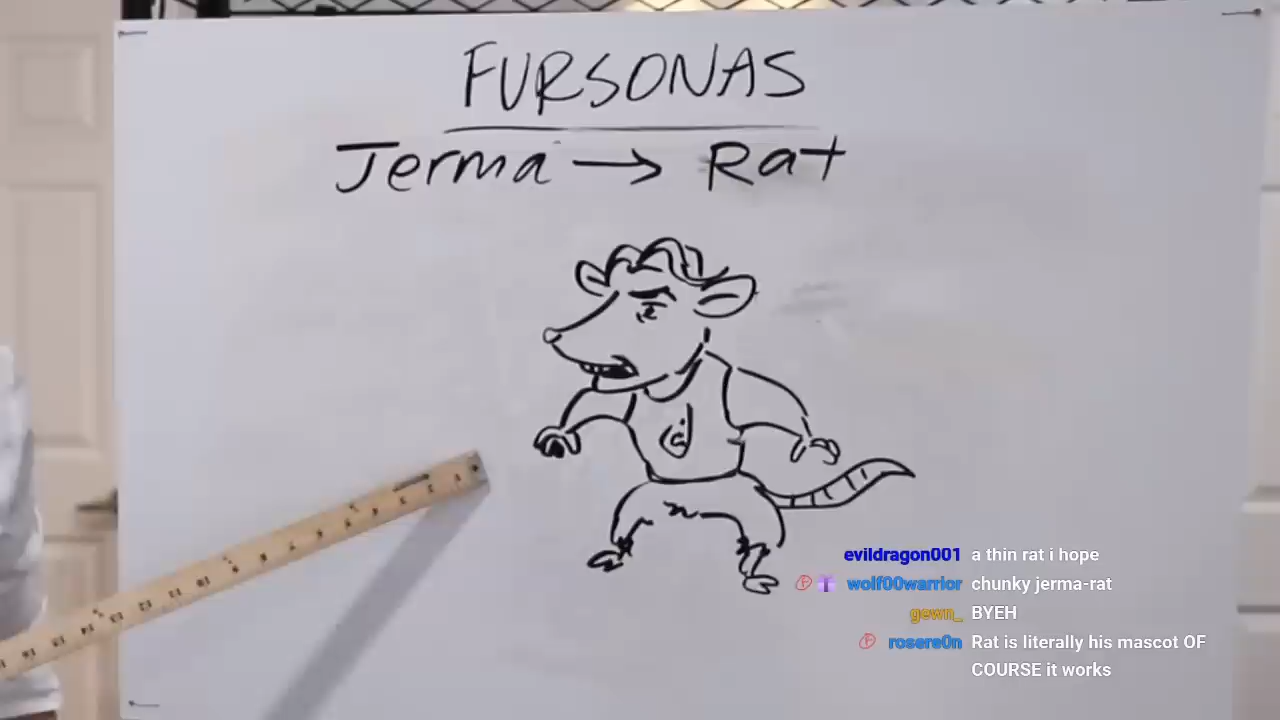 FURSONAS
Jerma → Rat
evildragon001 a thin rat i hope
wolf00warrior chunky jerma-rat
gewn_ BYEH
rosere0n Rat is literally his mascot OF
COURSE it works